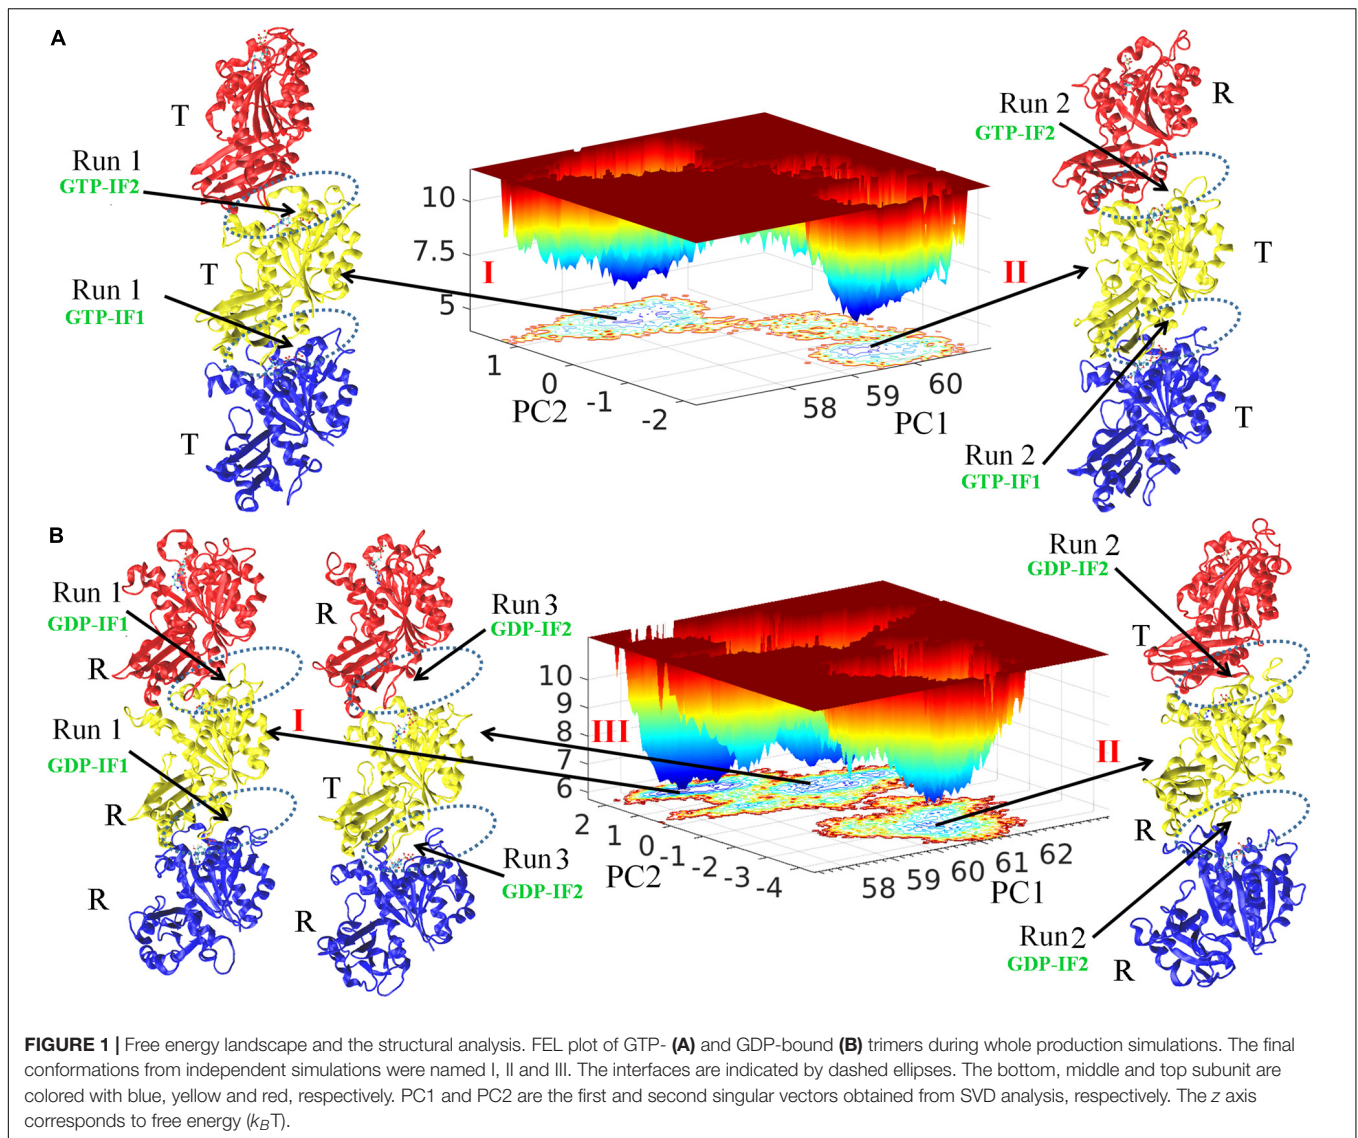 A
T
Run 1
GTP-IF2
T
Run 1
GTP-IF1
T
10
7.5
5
I
II
1
0
-1
-2
PC2
58
59
60
PC1
Run 2
GTP-IF2
R
T
Run 2
GTP-IF1
T
B
Run 1
GDP-IF1
R
Run 1
GDP-IF1
R
R
I
R
Run 3
GDP-IF2
T
Run 3
GDP-IF2
R
10
9
8
7
6
III
II
2
1
0
-1
-2
-3
-4
PC2
58
59
60
61
62
PC1
Run 2
GDP-IF2
T
R
Run 2
GDP-IF2
R
FIGURE 1 | Free energy landscape and the structural analysis. FEL plot of GTP- (A) and GDP-bound (B) trimers during whole production simulations. The final
conformations from independent simulations were named I, II and III. The interfaces are indicated by dashed ellipses. The bottom, middle and top subunit are
colored with blue, yellow and red, respectively. PC1 and PC2 are the first and second singular vectors obtained from SVD analysis, respectively. The z axis
corresponds to free energy (kBT).